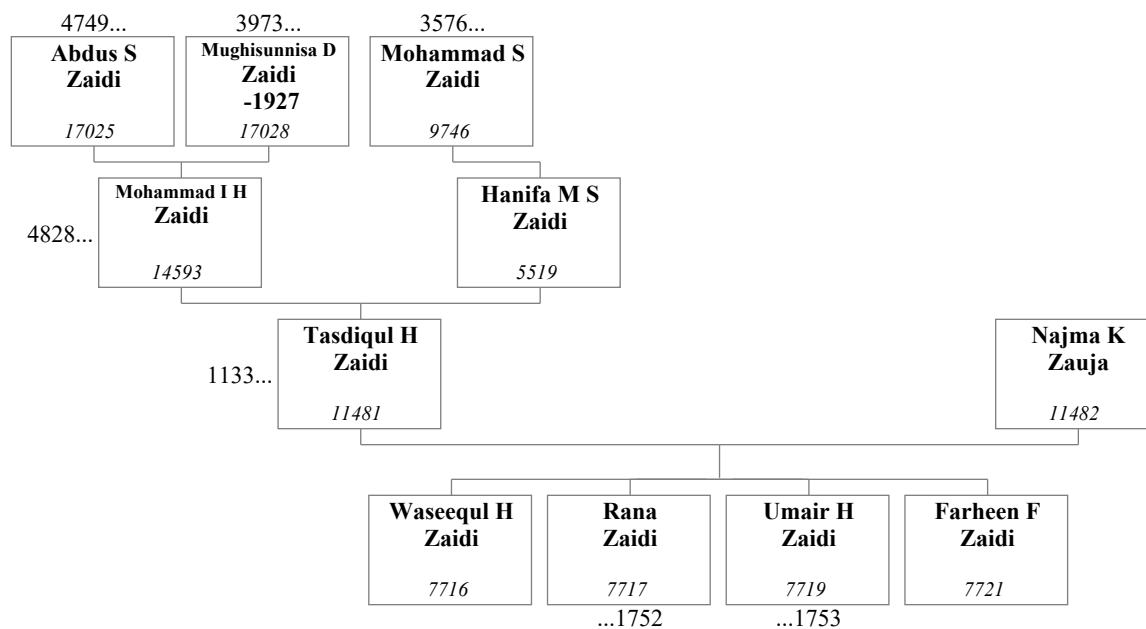 4749...
3973...
3576...
Abdus S
Zaidi
17025
Mughisunnisa D
Zaidi
-1927
17028
Mohammad S
Zaidi
9746
4828...
Mohammad I H
Zaidi
14593
Hanifa M S
Zaidi
5519
1133...
Tasdiqul H
Zaidi
11481
Najma K
Zauja
11482
Waseequl H
Zaidi
7716
Rana
Zaidi
7717
...1752
Umair H
Zaidi
7719
...1753
Farheen F
Zaidi
7721